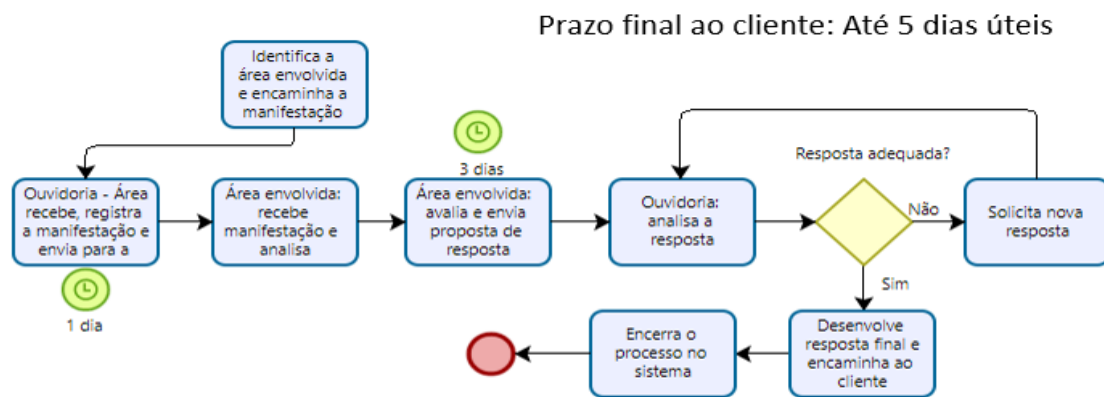 Prazo final ao cliente: Até 5 dias úteis
Identifica a
área envolvida
e encaminha a
manifestação
Ouvidoria - Área
recebe, registra
a manifestação e
envia para a
1 dia
Área envolvida:
recebe
manifestação e
analisa
3 dias
Área envolvida:
avalia e envia
proposta de
resposta
Ouvidoria:
analisa a
resposta
Resposta adequada?
Não
Solicita nova
resposta
Sim
Desenvolve
resposta final e
encaminha ao
cliente
Encerra o
processo no
sistema